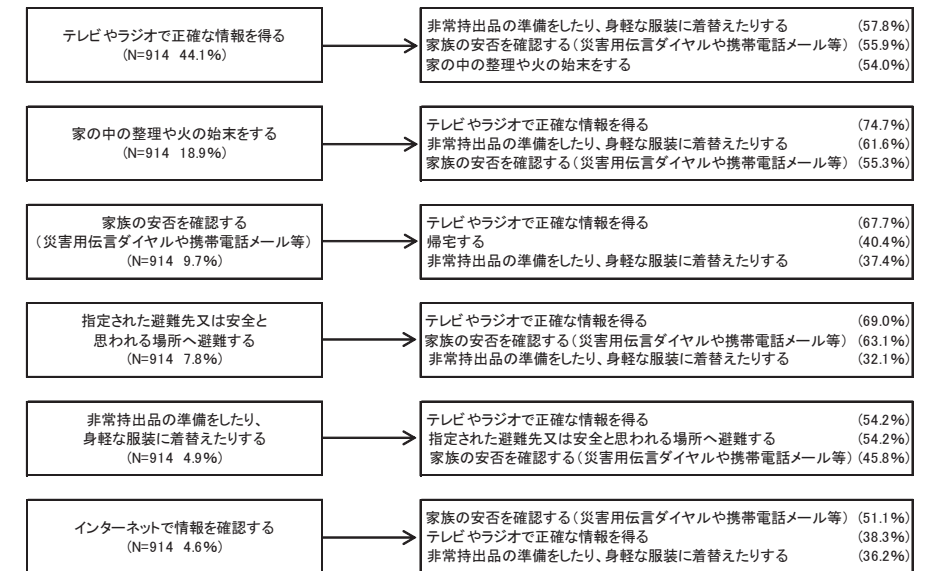 テレビやラジオで正確な情報を得る
(N=914 44.1%)
非常持出品の準備をしたり、身軽な服装に着替えたりする (57.8%)
家族の安否を確認する(災害用伝言ダイヤルや携帯電話メール等) (55.9%)
家の中の整理や火の始末をする (54.0%)
家の中の整理や火の始末をする
(N=914 18.9%)
テレビやラジオで正確な情報を得る (74.7%)
非常持出品の準備をしたり、身軽な服装に着替えたりする (61.6%)
家族の安否を確認する(災害用伝言ダイヤルや携帯電話メール等) (55.3%)
家族の安否を確認する
(災害用伝言ダイヤルや携帯電話メール等)
(N=914 9.7%)
テレビやラジオで正確な情報を得る (67.7%)
帰宅する (40.4%)
非常持出品の準備をしたり、身軽な服装に着替えたりする (37.4%)
指定された避難先又は安全と
思われる場所へ避難する
(N=914 7.8%)
テレビやラジオで正確な情報を得る (69.0%)
家族の安否を確認する(災害用伝言ダイヤルや携帯電話メール等) (63.1%)
非常持出品の準備をしたり、身軽な服装に着替えたりする (32.1%)
非常持出品の準備をしたり、
身軽な服装に着替えたりする
(N=914 4.9%)
テレビやラジオで正確な情報を得る (54.2%)
指定された避難先又は安全と思われる場所へ避難する (54.2%)
家族の安否を確認する(災害用伝言ダイヤルや携帯電話メール等) (45.8%)
インターネットで情報を確認する
(N=914 4.6%)
家族の安否を確認する(災害用伝言ダイヤルや携帯電話メール等) (51.1%)
テレビやラジオで正確な情報を得る (38.3%)
非常持出品の準備をしたり、身軽な服装に着替えたりする (36.2%)